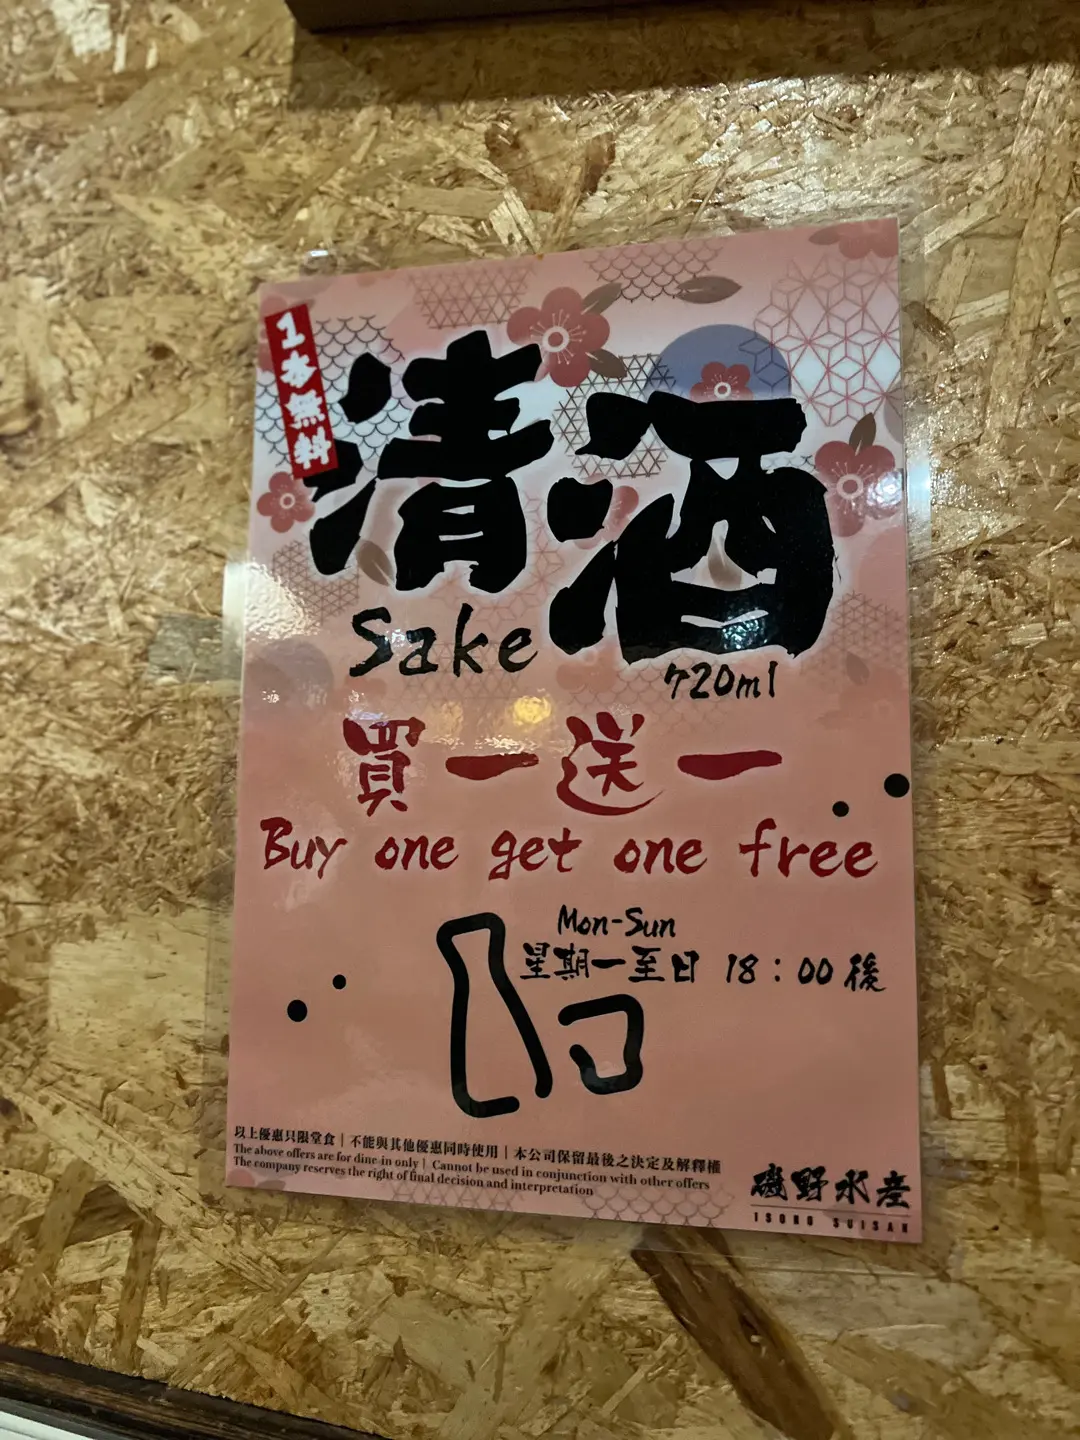 1本無料
清酒
Sake
720ml
買一送一
Buy one get one free
Mon-Sun
星期一至日 18:00後
以上優惠只限堂食 | 不能與其他優惠同時使用 | 本公司保留最後之決定及解釋權
The above offers are for dine-in only | Cannot be used in conjunction with other offers
The company reserves the right of final decision and interpretation
磯野水産
ISONO SUISAN